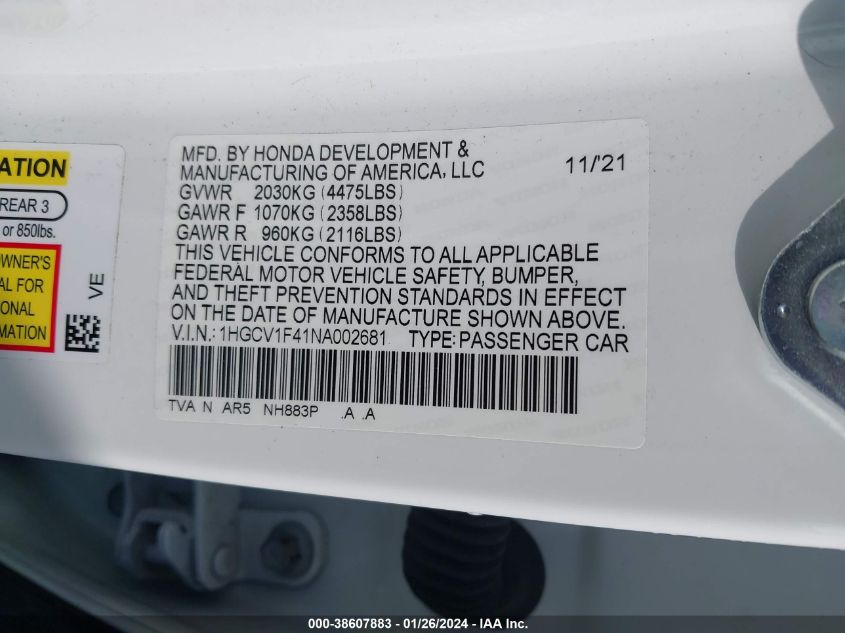 ATION
REAR 3
or 850lbs.
OWNER'S
AL FOR
ONAL
MATION
VE
MFD. BY HONDA DEVELOPMENT &
MANUFACTURING OF AMERICA, LLC 11/'21
GVWR 2030KG (4475LBS)
GAWR F 1070KG (2358LBS)
GAWR R 960KG (2116LBS)
THIS VEHICLE CONFORMS TO ALL APPLICABLE
FEDERAL MOTOR VEHICLE SAFETY, BUMPER,
AND THEFT PREVENTION STANDARDS IN EFFECT
ON THE DATE OF MANUFACTURE SHOWN ABOVE.
V.I.N.: 1HGCV1F41NA002681 TYPE: PASSENGER CAR
TVA N AR5 NH883P .A .A
000-38607883 / 01/26/2024 / IAA Inc.